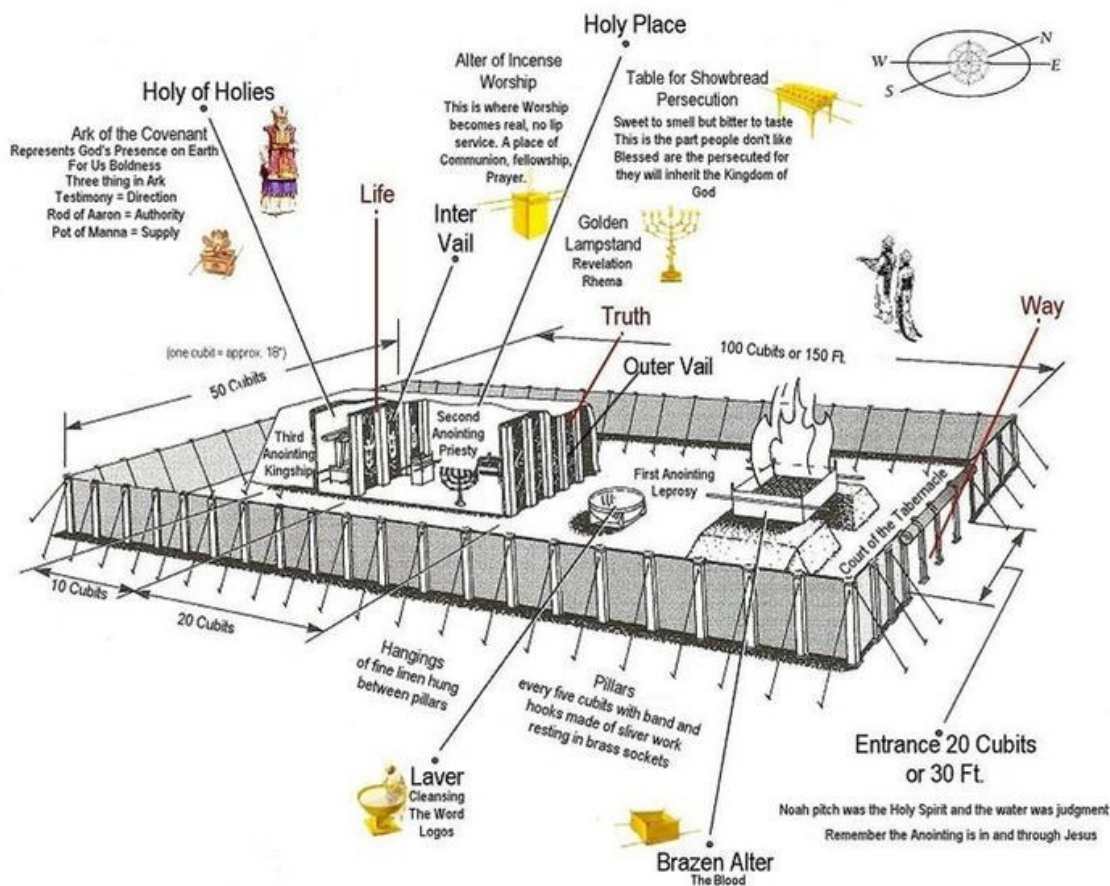 Holy Place
N
W
E
S
Alter of Incense
Worship
This is where Worship
becomes real, no lip
service. A place of
Communion, fellowship,
Prayer.
Table for Showbread
Persecution
Sweet to smell but bitter to taste
This is the part people don't like
Blessed are the persecuted for
they will inherit the Kingdom of
God
Holy of Holies
Ark of the Covenant
Represents God's Presence on Earth
For Us Boldness
Three thing in Ark
Testimony = Direction
Rod of Aaron = Authority
Pot of Manna = Supply
Life
Inter
Vail
Golden
Lampstand
Revelation
Rhema
Truth
Way
(one cubit = approx. 18")
50 Cubits
100 Cubits or 150 Ft.
Outer Vail
Third
Anointing
Kingship
Second
Anointing
Priesty
First Anointing
Leprosy
Court of the Tabernacle
10 Cubits
20 Cubits
Hangings
of fine linen hung
between pillars
Pillars
every five cubits with band and
hooks made of sliver work
resting in brass sockets
Entrance 20 Cubits
or 30 Ft.
Noah pitch was the Holy Spirit and the water was judgment
Remember the Anointing is in and through Jesus
Laver
Cleansing
The Word
Logos
Brazen Alter
The Blood